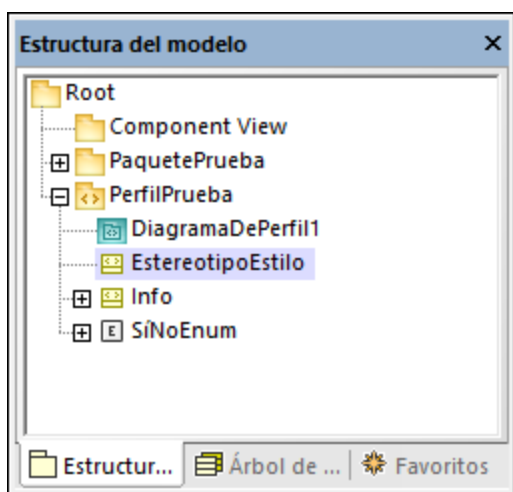 Estructura del modelo
Root
Component View
PaquetePrueba
PerfilPrueba
DiagramaDePerfil1
EstereotipoEstilo
Info
E SíNoEnum
Estructur... Árbol de ... Favoritos